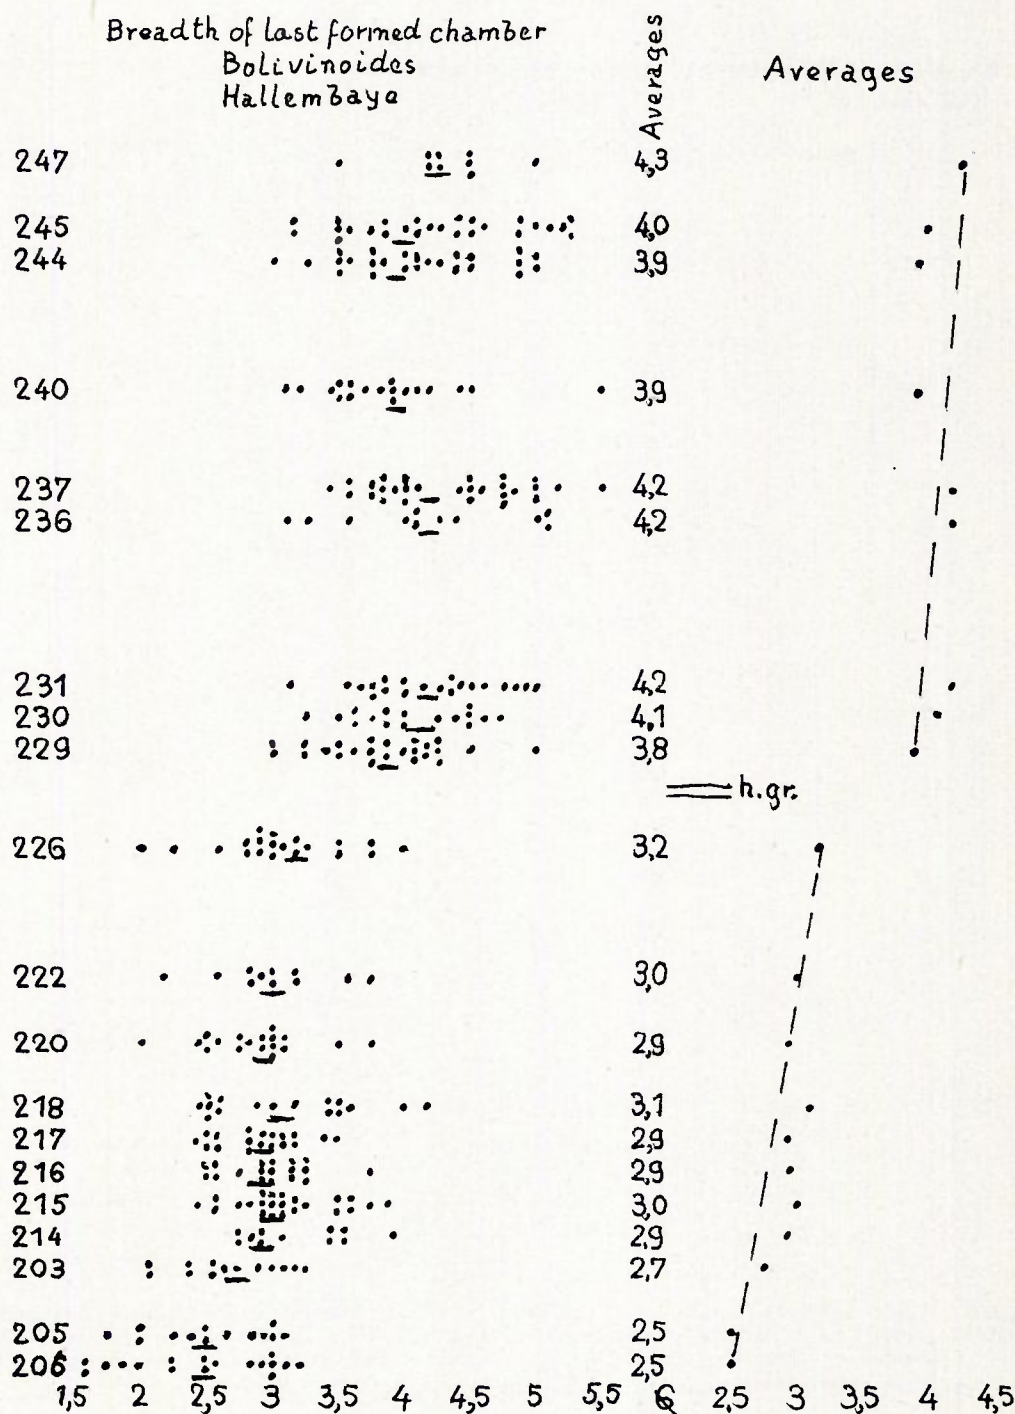 Breadth of last formed chamber
Bolivinoides
Hallembaye
Averages
Averages
247 4,3
245 4,0
244 3,9
240 3,9
237 4,2
236 4,2
231 4,2
230 4,1
229 3,8
h.gr.
226 3,2
222 3,0
220 2,9
218 3,1
217 2,9
216 2,9
215 3,0
214 2,9
203 2,7
205 2,5
206 2,5
1,5 2 2,5 3 3,5 4 4,5 5 5,5 2,5 3 3,5 4 4,5